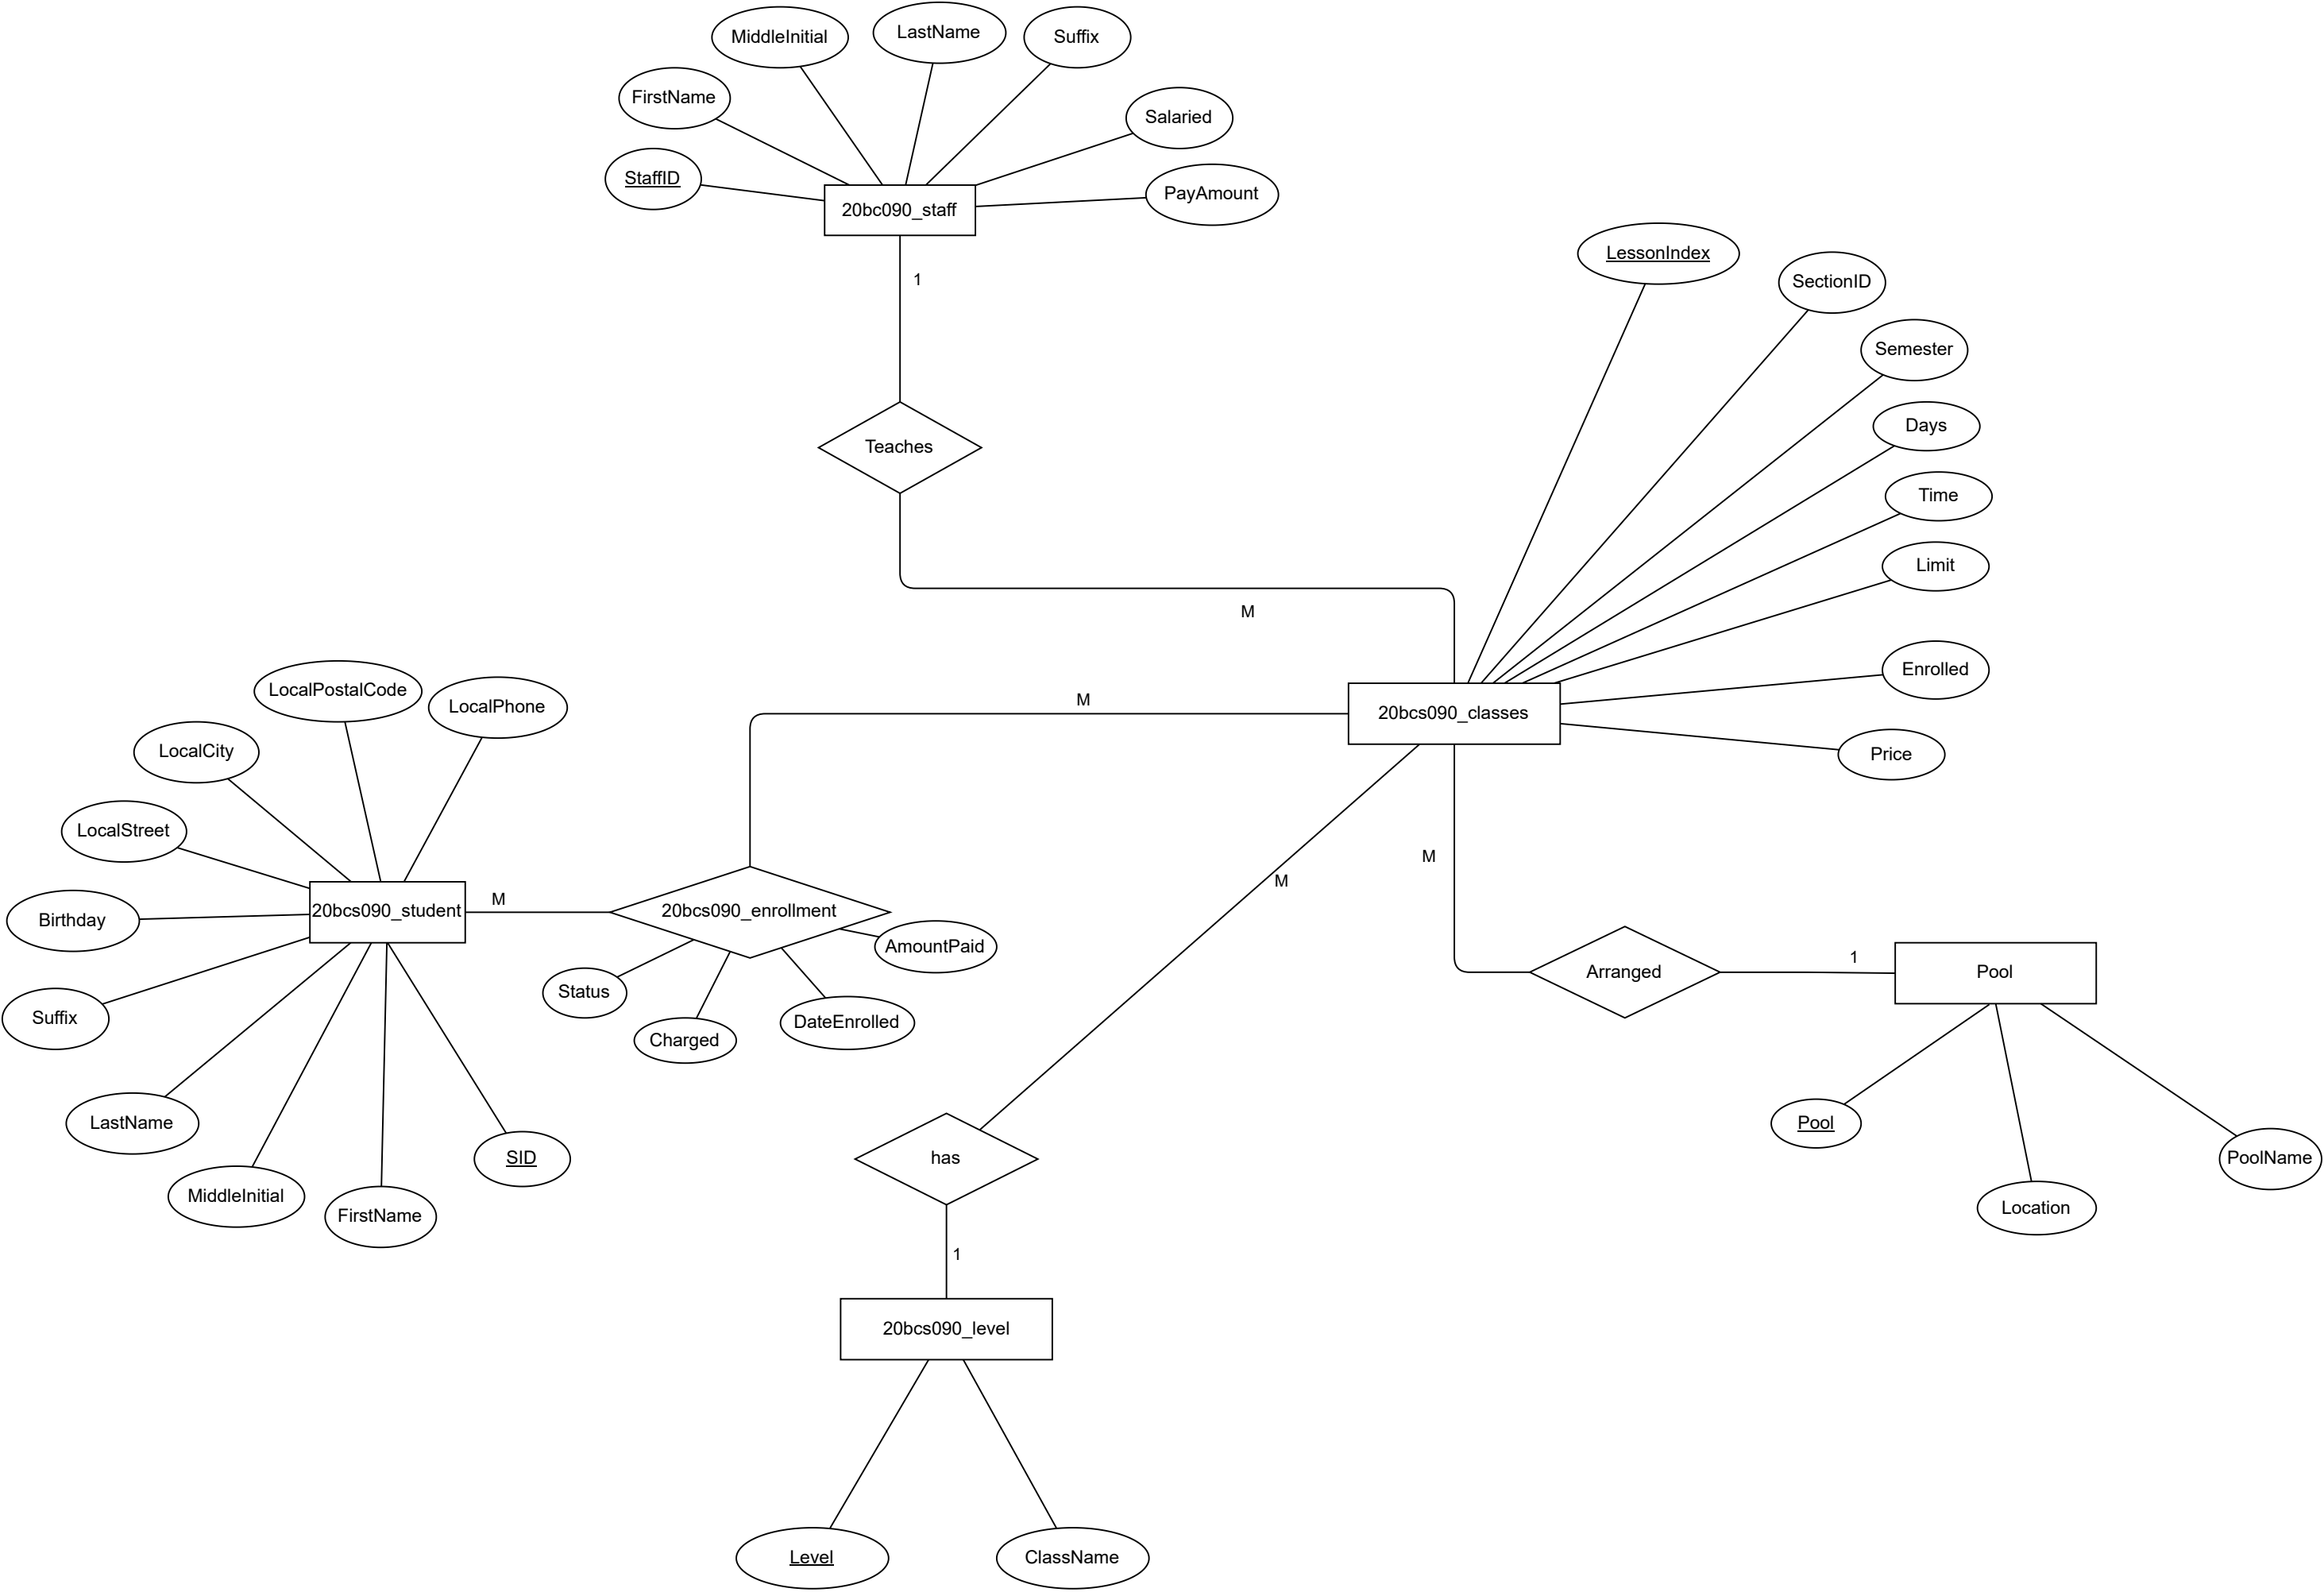 LastName
MiddleInitial
Suffix
FirstName
Salaried
StaffID
PayAmount
20bc090_staff
LessonIndex
1
SectionID
Semester
Days
Teaches
Time
Limit
M
Enrolled
LocalPostalCode
M
LocalPhone
20bcs090_classes
LocalCity
Price
LocalStreet
M
M
M
20bcs090_student
20bcs090_enrollment
Birthday
AmountPaid
1
Arranged
Pool
Status
Suffix
DateEnrolled
Charged
LastName
Pool
SID
has
PoolName
MiddleInitial
Location
FirstName
1
20bcs090_level
Level
ClassName